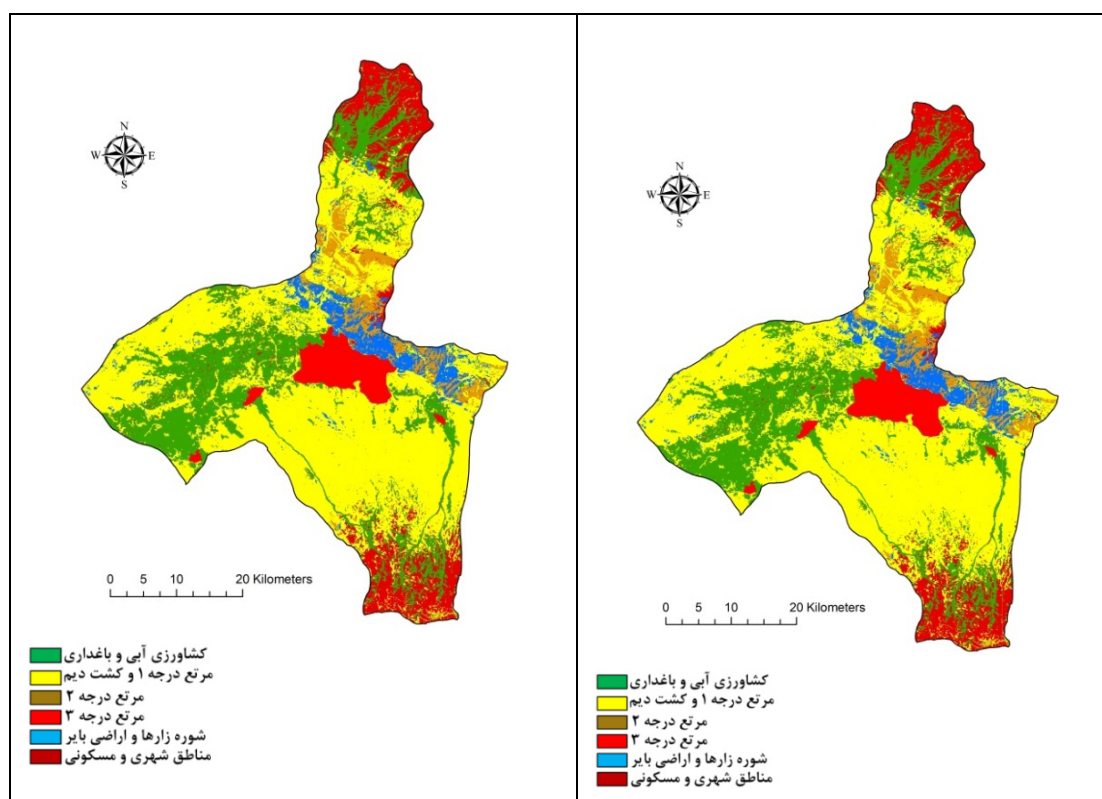 N
W E
S
0 5 10 20 Kilometers
کشاورزی آبی و باغداری
مرتع درجه ۱ و کشت دیم
مرتع درجه ۲
مرتع درجه ۳
شوره زارها و اراضی بایر
مناطق شهری و مسکونی
N
W E
S
0 5 10 20 Kilometers
کشاورزی آبی و باغداری
مرتع درجه ۱ و کشت دیم
مرتع درجه ۲
مرتع درجه ۳
شوره زارها و اراضی بایر
مناطق شهری و مسکونی